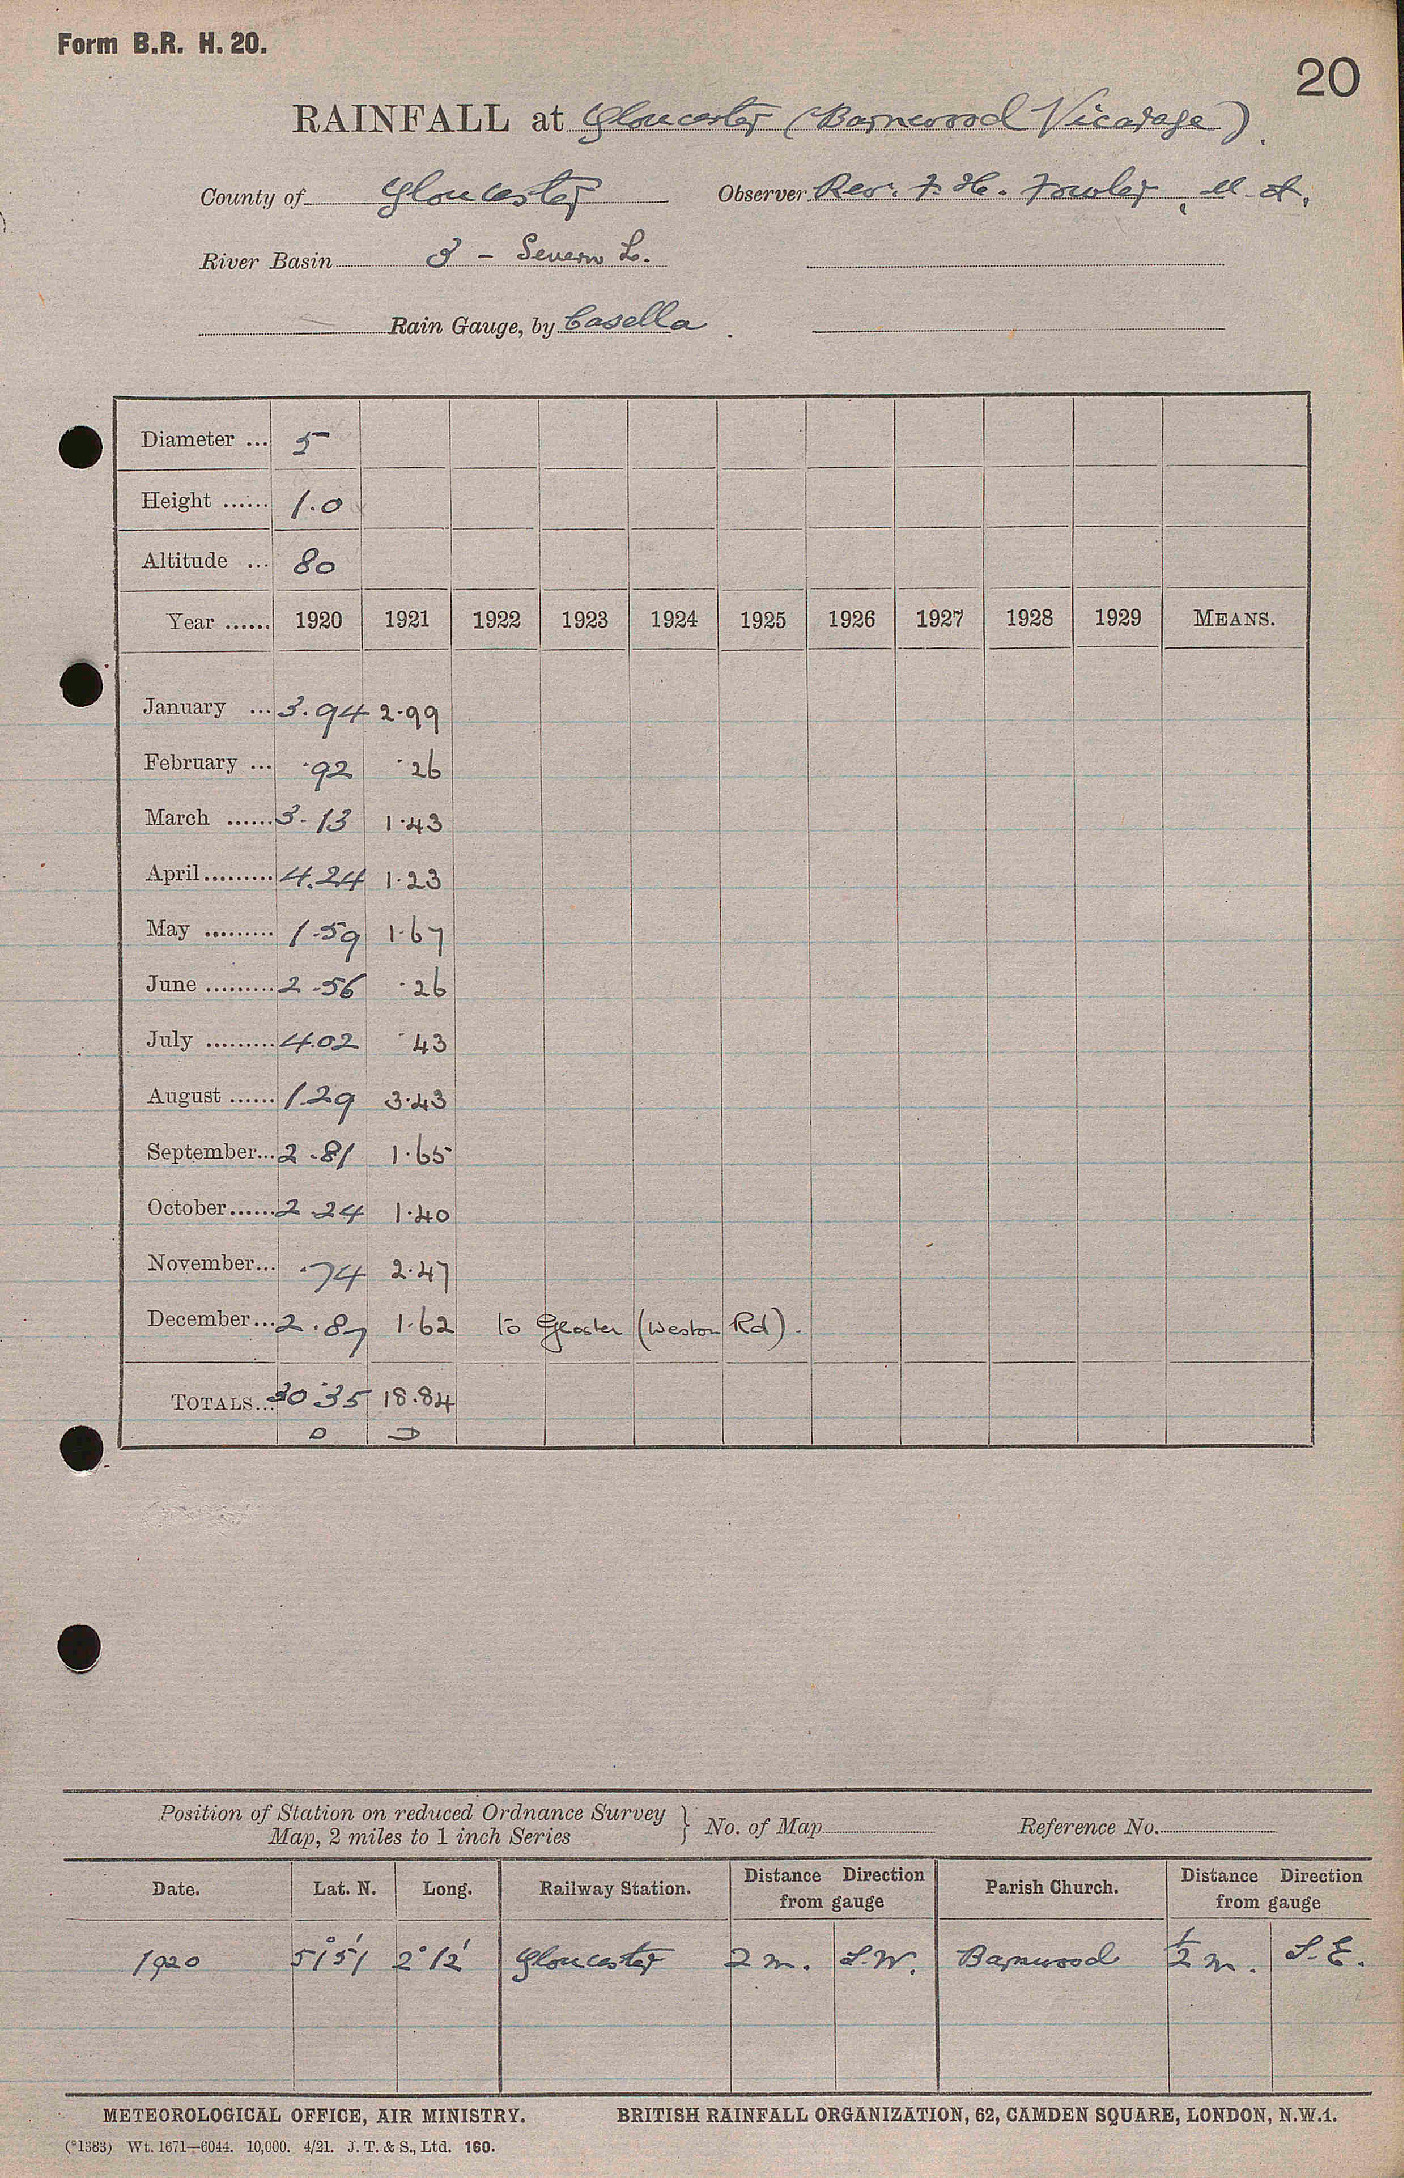 Form B.R. H. 20.
20
RAINFALL at Gloucester (Barnwood Vicarage).
County of Gloucester Observer Rev. F. H. Fowler, M.A.
River Basin 3 - Severn L.
Rain Gauge, by Casella.
Diameter ... 5
Height ...... 1.0
Altitude ... 80
Year ...... 1920 1921 1922 1923 1924 1925 1926 1927 1928 1929 MEANS.
January ... 3.94 2.99
February ... .92 .26
March ...... 3.13 1.43
April ......... 4.24 1.23
May ......... 1.59 1.67
June ......... 2.56 .26
July ......... 4.02 .43
August ...... 1.29 3.43
September... 2.81 1.65
October ...... 2.24 1.40
November... .74 2.47
December... 2.87 1.62 to Gloster (Weston Rd).
TOTALS... 30.35 18.84
Position of Station on reduced Ordnance Survey
Map, 2 miles to 1 inch Series } No. of Map Reference No.
Date. Lat. N. Long. Railway Station. Distance Direction from gauge Parish Church. Distance Direction from gauge
1920 51° 51' 2° 12' Gloucester 2 m. S.W. Barnwood ½ m. S.E.
METEOROLOGICAL OFFICE, AIR MINISTRY. BRITISH RAINFALL ORGANIZATION, 62, CAMDEN SQUARE, LONDON, N.W.1.
(*1383) Wt. 1671—6044. 10,000. 4/21. J. T. & S., Ltd. 160.